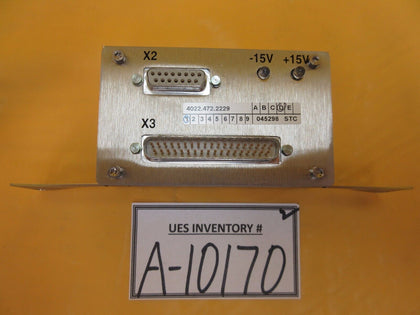 X2
-15V +15V
4022.472.2229 A B C D E
1 2 3 4 5 6 7 8 9 045298 STC
X3
UES INVENTORY #
A-10170